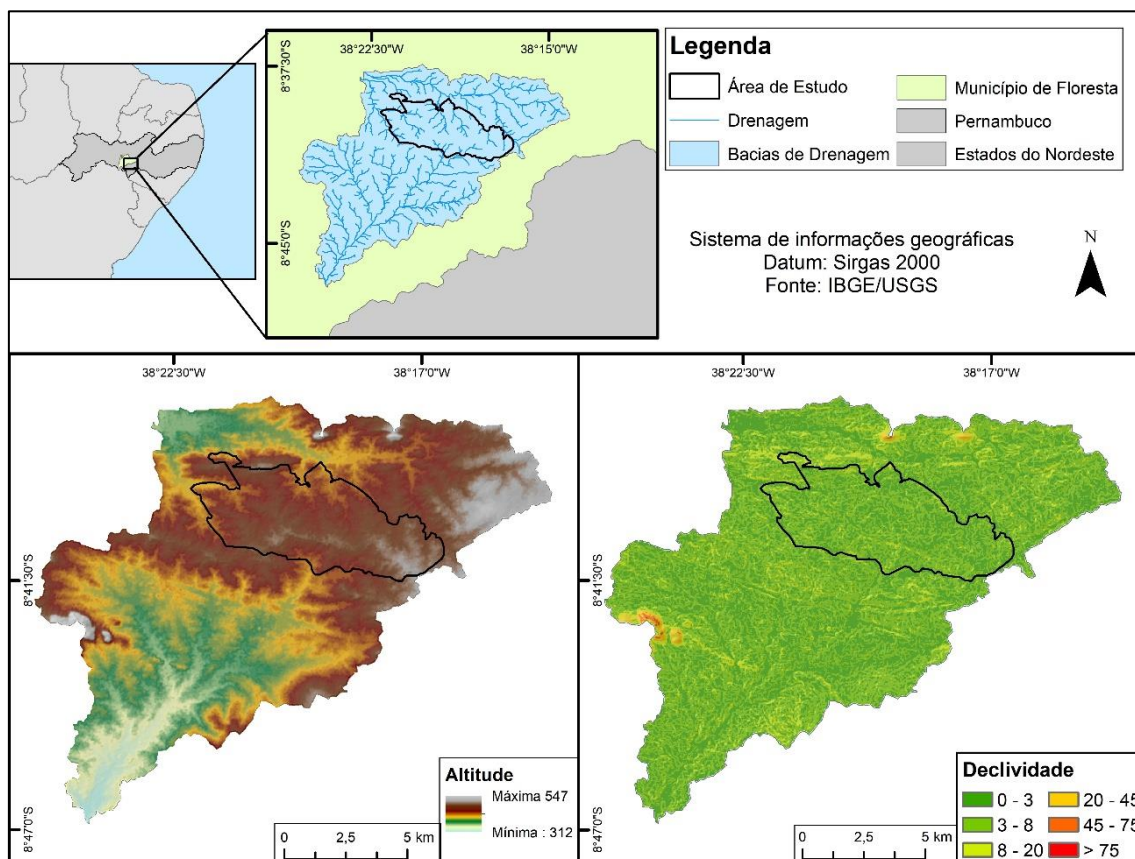 38°22'30"W
38°15'0"W
8°37'30"S
8°45'0"S
Legenda
Área de Estudo
Drenagem
Bacias de Drenagem
Município de Floresta
Pernambuco
Estados do Nordeste
Sistema de informações geográficas
Datum: Sirgas 2000
Fonte: IBGE/USGS
N
38°22'30"W
38°17'0"W
8°41'30"S
8°47'0"S
Altitude
Máxima 547
Mínima : 312
0 2,5 5 km
38°22'30"W
38°17'0"W
8°41'30"S
8°47'0"S
Declividade
0 - 3
3 - 8
8 - 20
20 - 45
45 - 75
> 75
0 2,5 5 km